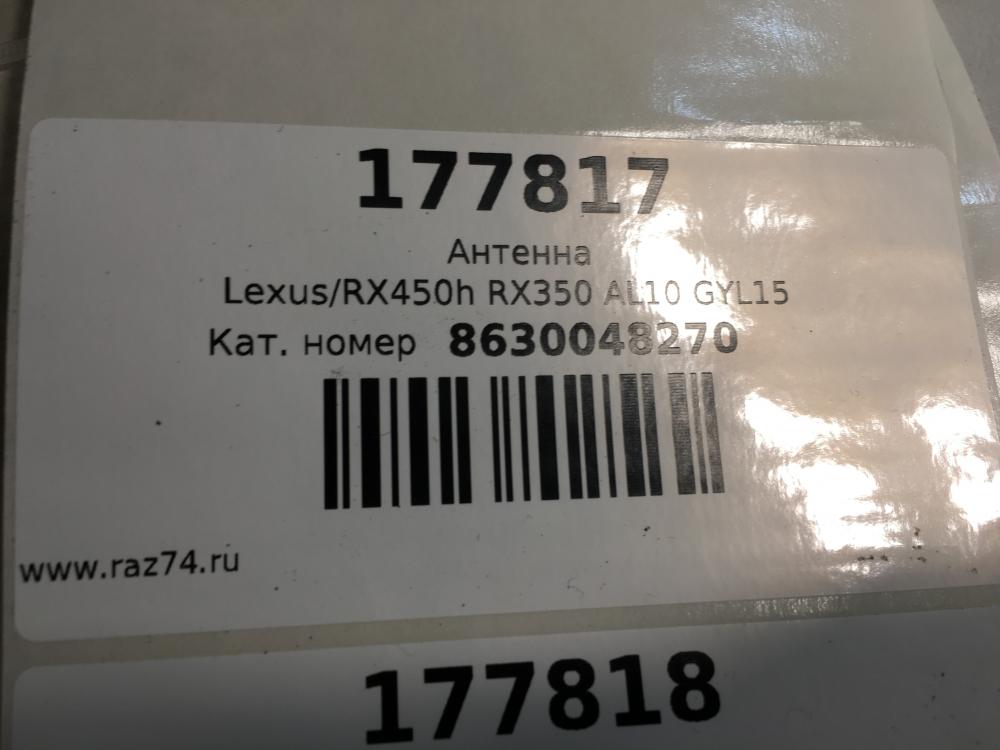 177817
Антенна
Lexus/RX450h RX350 AL10 GYL15
Кат. номер 8630048270
www.raz74.ru
177818